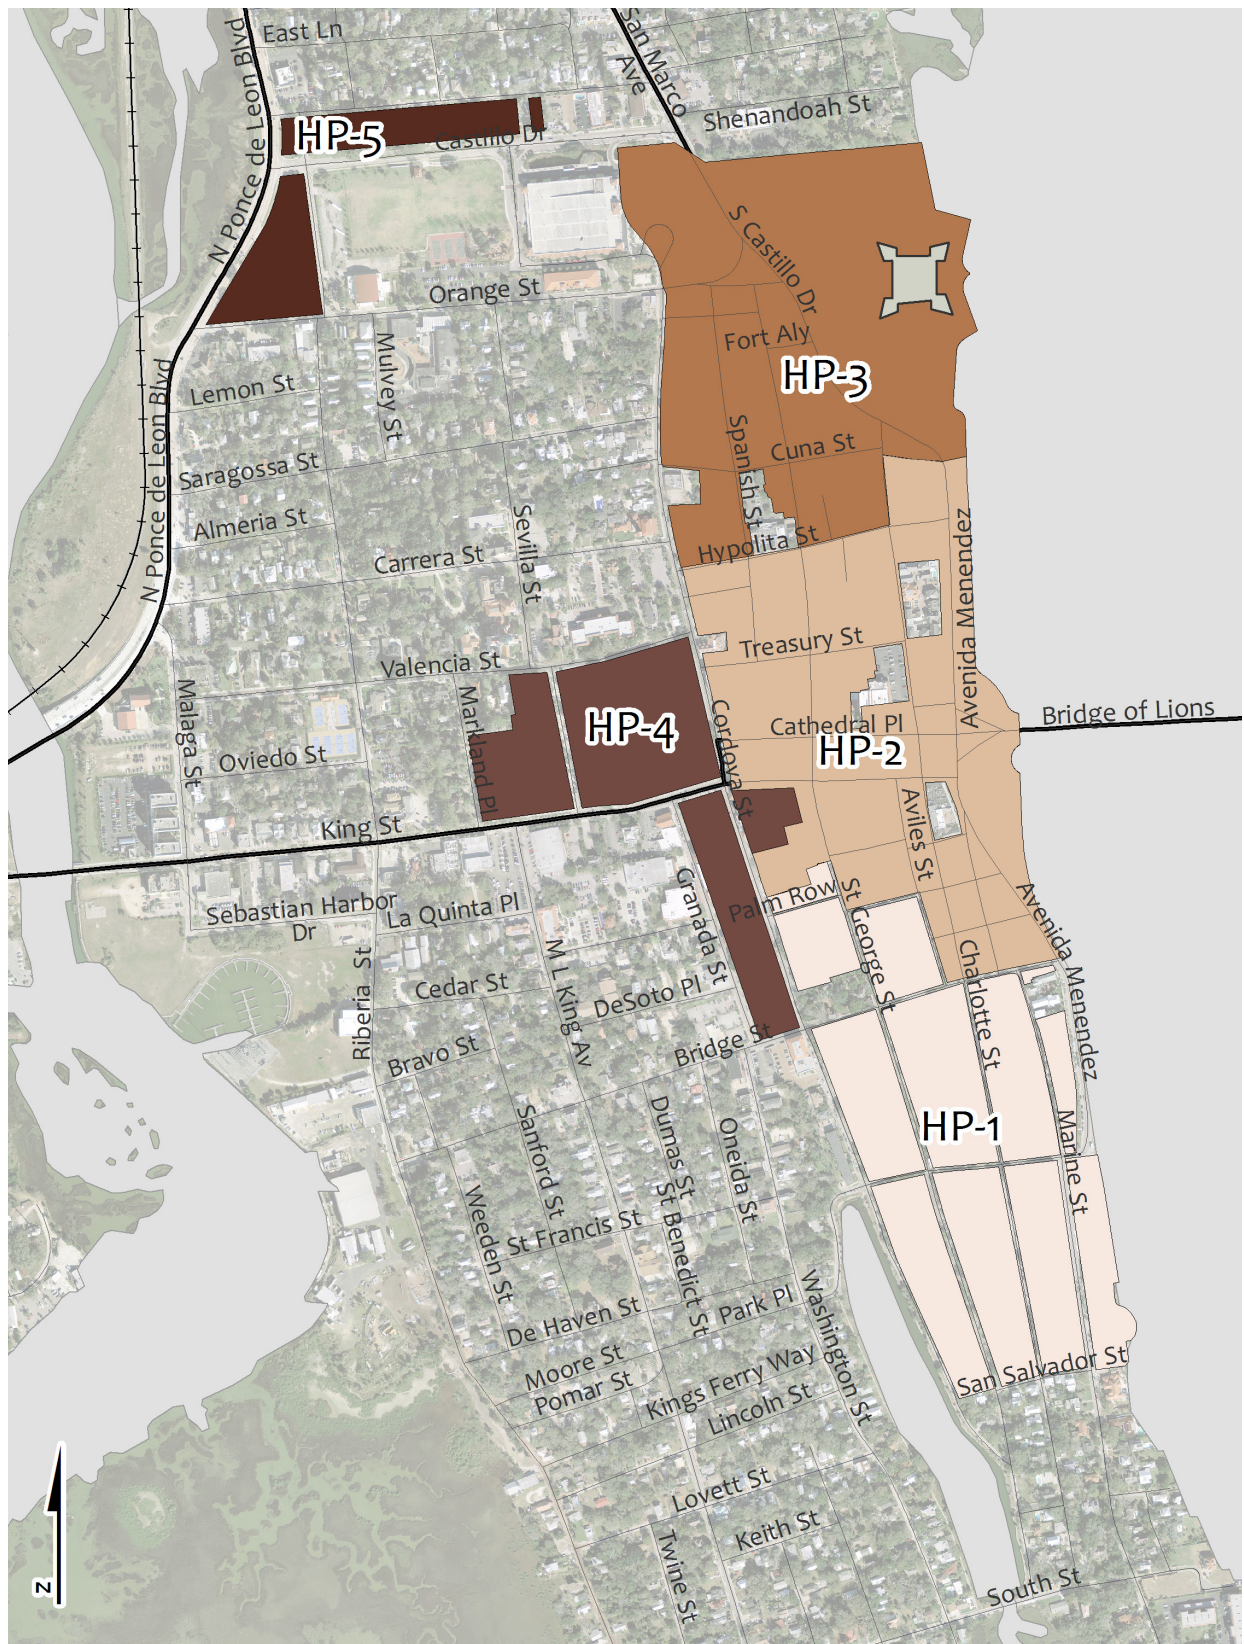 East Ln
N Ponce de Leon Blvd
San Marco
Ave
Shenandoah St
HP-5
Castillo Dr
S Castillo Dr
Orange St
Fort Aly
HP-3
Mulvey St
Lemon St
N Ponce de Leon Blvd
Spanish St
Cuna St
Saragossa St
Almeria St
Sevilla St
Hypolita St
Carrera St
Avenida Menendez
Treasury St
Valencia St
Malaga St
Markland Pl
HP-4
Cordova St
Cathedral Pl
HP-2
Bridge of Lions
Oviedo St
King St
Aviles St
Granada St
Palm Row
St George St
Avenida Menendez
Sebastian Harbor
Dr
La Quinta Pl
Riberia St
M L King Av
Charlotte St
Cedar St
DeSoto Pl
Bravo St
Bridge St
Sanford St
Dumas St
Oneida St
HP-1
Marine St
Weeden St
St Francis St
St Benedict St
Washington St
De Haven St
Park Pl
Moore St
Pomar St
Kings Ferry Way
San Salvador St
Lincoln St
Lovett St
Keith St
Twine St
South St
N